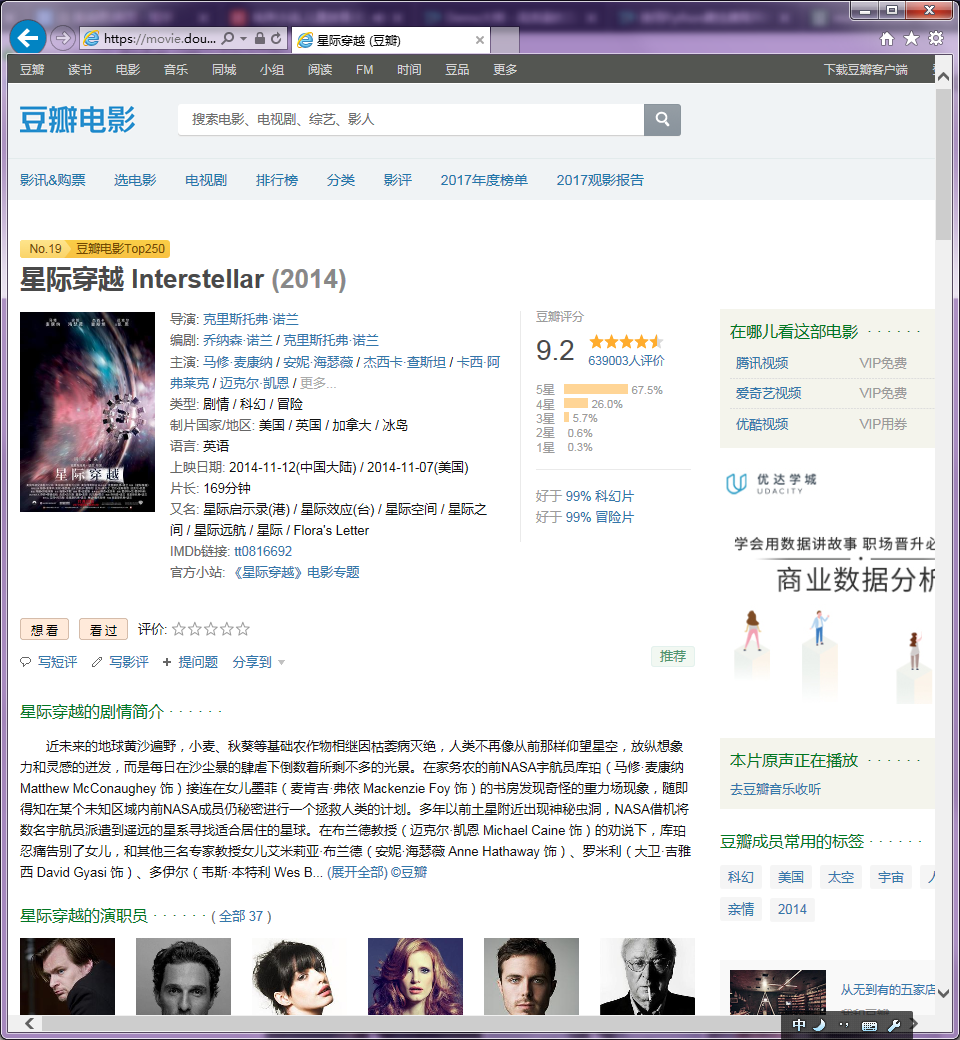 https://movie.dou...
星际穿越 (豆瓣)
豆瓣 读书 电影 音乐 同城 小组 阅读 FM 时间 豆品 更多 下载豆瓣客户端
豆瓣电影
搜索电影、电视剧、综艺、影人
影讯&购票 选电影 电视剧 排行榜 分类 影评 2017年度榜单 2017观影报告
No.19 豆瓣电影Top250
星际穿越 Interstellar (2014)
星际穿越
导演: 克里斯托弗·诺兰
编剧: 乔纳森·诺兰 / 克里斯托弗·诺兰
主演: 马修·麦康纳 / 安妮·海瑟薇 / 杰西卡·查斯坦 / 卡西·阿
弗莱克 / 迈克尔·凯恩 / 更多...
类型: 剧情 / 科幻 / 冒险
制片国家/地区: 美国 / 英国 / 加拿大 / 冰岛
语言: 英语
上映日期: 2014-11-12(中国大陆) / 2014-11-07(美国)
片长: 169分钟
又名: 星际启示录(港) / 星际效应(台) / 星际空间 / 星际之
间 / 星际远航 / 星际 / Flora's Letter
IMDb链接: tt0816692
官方小站: 《星际穿越》电影专题
豆瓣评分
9.2
639003人评价
5星 67.5%
4星 26.0%
3星 5.7%
2星 0.6%
1星 0.3%
好于 99% 科幻片
好于 99% 冒险片
在哪儿看这部电影 · · · · · ·
腾讯视频 VIP免费
爱奇艺视频 VIP免费
优酷视频 VIP用券
优达学城
UDACITY
学会用数据讲故事 职场晋升必
商业数据分析
想看 看过 评价:
写短评 写影评 + 提问题 分享到
推荐
星际穿越的剧情简介 · · · · · ·
近未来的地球黄沙遍野，小麦、秋葵等基础农作物相继因枯萎病灭绝，人类不再像从前那样仰望星空，放纵想象
力和灵感的迸发，而是每日在沙尘暴的肆虐下倒数着所剩不多的光景。在家务农的前NASA宇航员库珀（马修·麦康纳
Matthew McConaughey 饰）接连在女儿墨菲（麦肯吉·弗依 Mackenzie Foy 饰）的书房发现奇怪的重力场现象，随即
得知在某个未知区域内前NASA成员仍秘密进行一个拯救人类的计划。多年以前土星附近出现神秘虫洞，NASA借机将
数名宇航员派遣到遥远的星系寻找适合居住的星球。在布兰德教授（迈克尔·凯恩 Michael Caine 饰）的劝说下，库珀
忍痛告别了女儿，和其他三名专家教授女儿艾米莉亚·布兰德（安妮·海瑟薇 Anne Hathaway 饰）、罗米利（大卫·吉雅
西 David Gyasi 饰）、多伊尔（韦斯·本特利 Wes B... (展开全部) ©豆瓣
星际穿越的演职员 · · · · · · ( 全部 37 )
本片原声正在播放 · · · · · ·
去豆瓣音乐收听
豆瓣成员常用的标签 · · · · · ·
科幻 美国 太空 宇宙 人
亲情 2014
从无到有的五家店
中